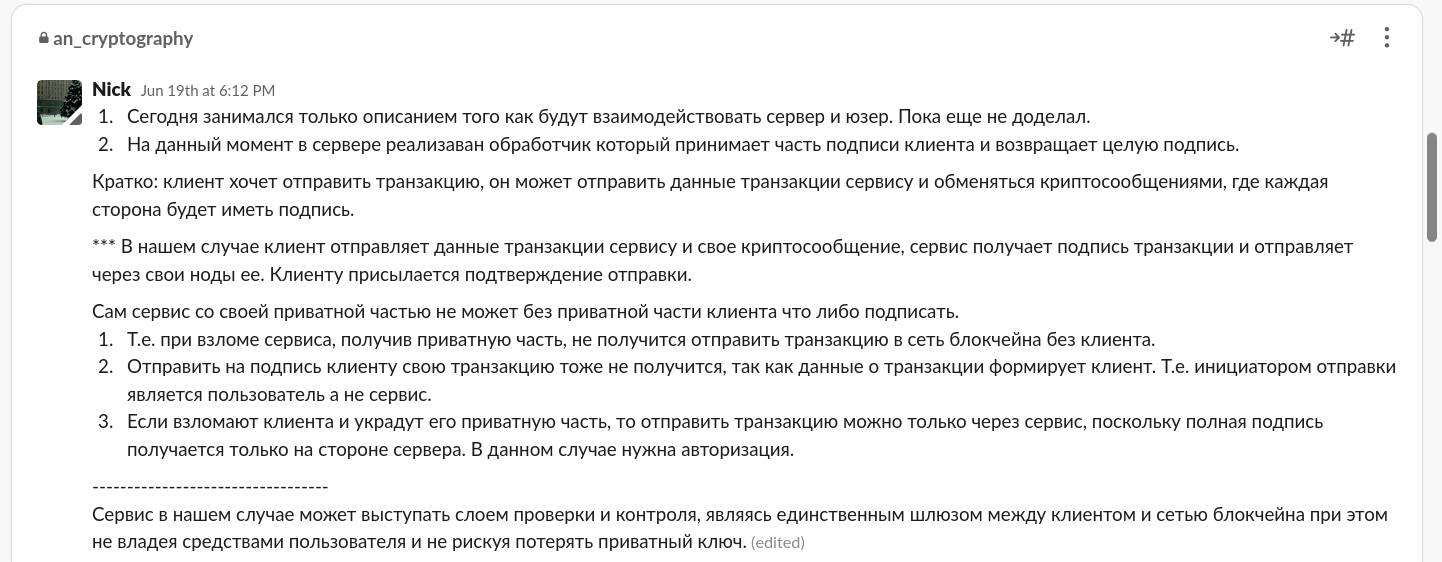 an_cryptography
Nick Jun 19th at 6:12 PM
1. Сегодня занимался только описанием того как будут взаимодействовать сервер и юзер. Пока еще не доделал.
2. На данный момент в сервере реализаван обработчик который принимает часть подписи клиента и возвращает целую подпись.
Кратко: клиент хочет отправить транзакцию, он может отправить данные транзакции сервису и обменяться криптосообщениями, где каждая
сторона будет иметь подпись.
*** В нашем случае клиент отправляет данные транзакции сервису и свое криптосообщение, сервис получает подпись транзакции и отправляет
через свои ноды ее. Клиенту присылается подтверждение отправки.
Сам сервис со своей приватной частью не может без приватной части клиента что либо подписать.
1. Т.е. при взломе сервиса, получив приватную часть, не получится отправить транзакцию в сеть блокчейна без клиента.
2. Отправить на подпись клиенту свою транзакцию тоже не получится, так как данные о транзакции формирует клиент. Т.е. инициатором отправки
является пользователь а не сервис.
3. Если взломают клиента и украдут его приватную часть, то отправить транзакцию можно только через сервис, поскольку полная подпись
получается только на стороне сервера. В данном случае нужна авторизация.
----------------------------------
Сервис в нашем случае может выступать слоем проверки и контроля, являясь единственным шлюзом между клиентом и сетью блокчейна при этом
не владея средствами пользователя и не рискуя потерять приватный ключ. (edited)